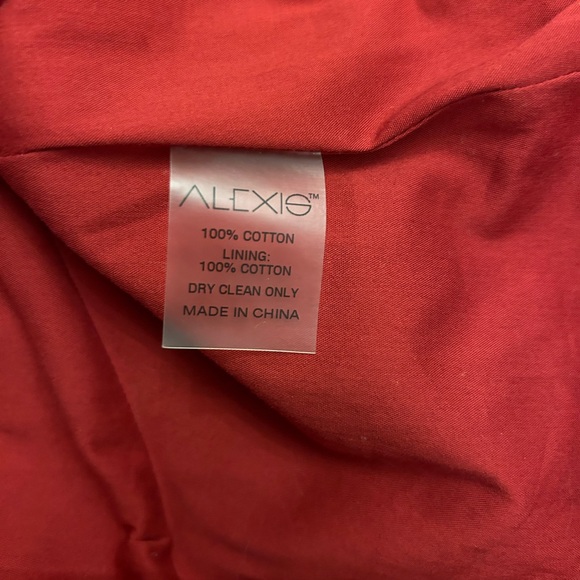 ALEXIS™
100% COTTON
LINING:
100% COTTON
DRY CLEAN ONLY
MADE IN CHINA